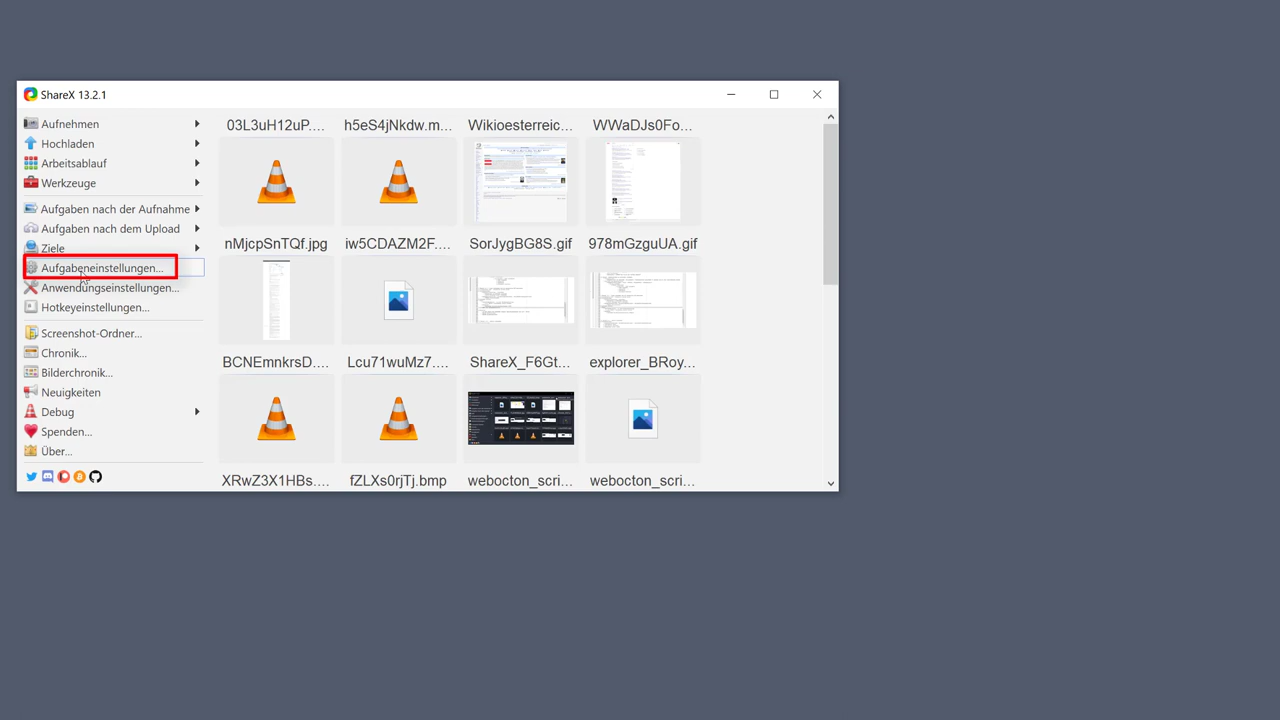 ShareX 13.2.1
Aufnehmen
Hochladen
Arbeitsablauf
Werkzeuge
Aufgaben nach der Aufnahme
Aufgaben nach dem Upload
Ziele
Aufgabeneinstellungen...
Anwendungseinstellungen...
Hotkeyeinstellungen...
Screenshot-Ordner...
Chronik...
Bilderchronik...
Neuigkeiten
Debug
Spenden...
Über...
03L3uH12uP.... h5eS4jNkdw.m... Wikioesterreic... WWaDJs0Fo...
nMjcpSnTQf.jpg iw5CDAZM2F.... SorJygBG8S.gif 978mGzguUA.gif
BCNEmnkrsD.... Lcu71wuMz7.... ShareX_F6Gt... explorer_BRoy...
XRwZ3X1HBs.... fZLXs0rjTj.bmp webocton_scri... webocton_scri...